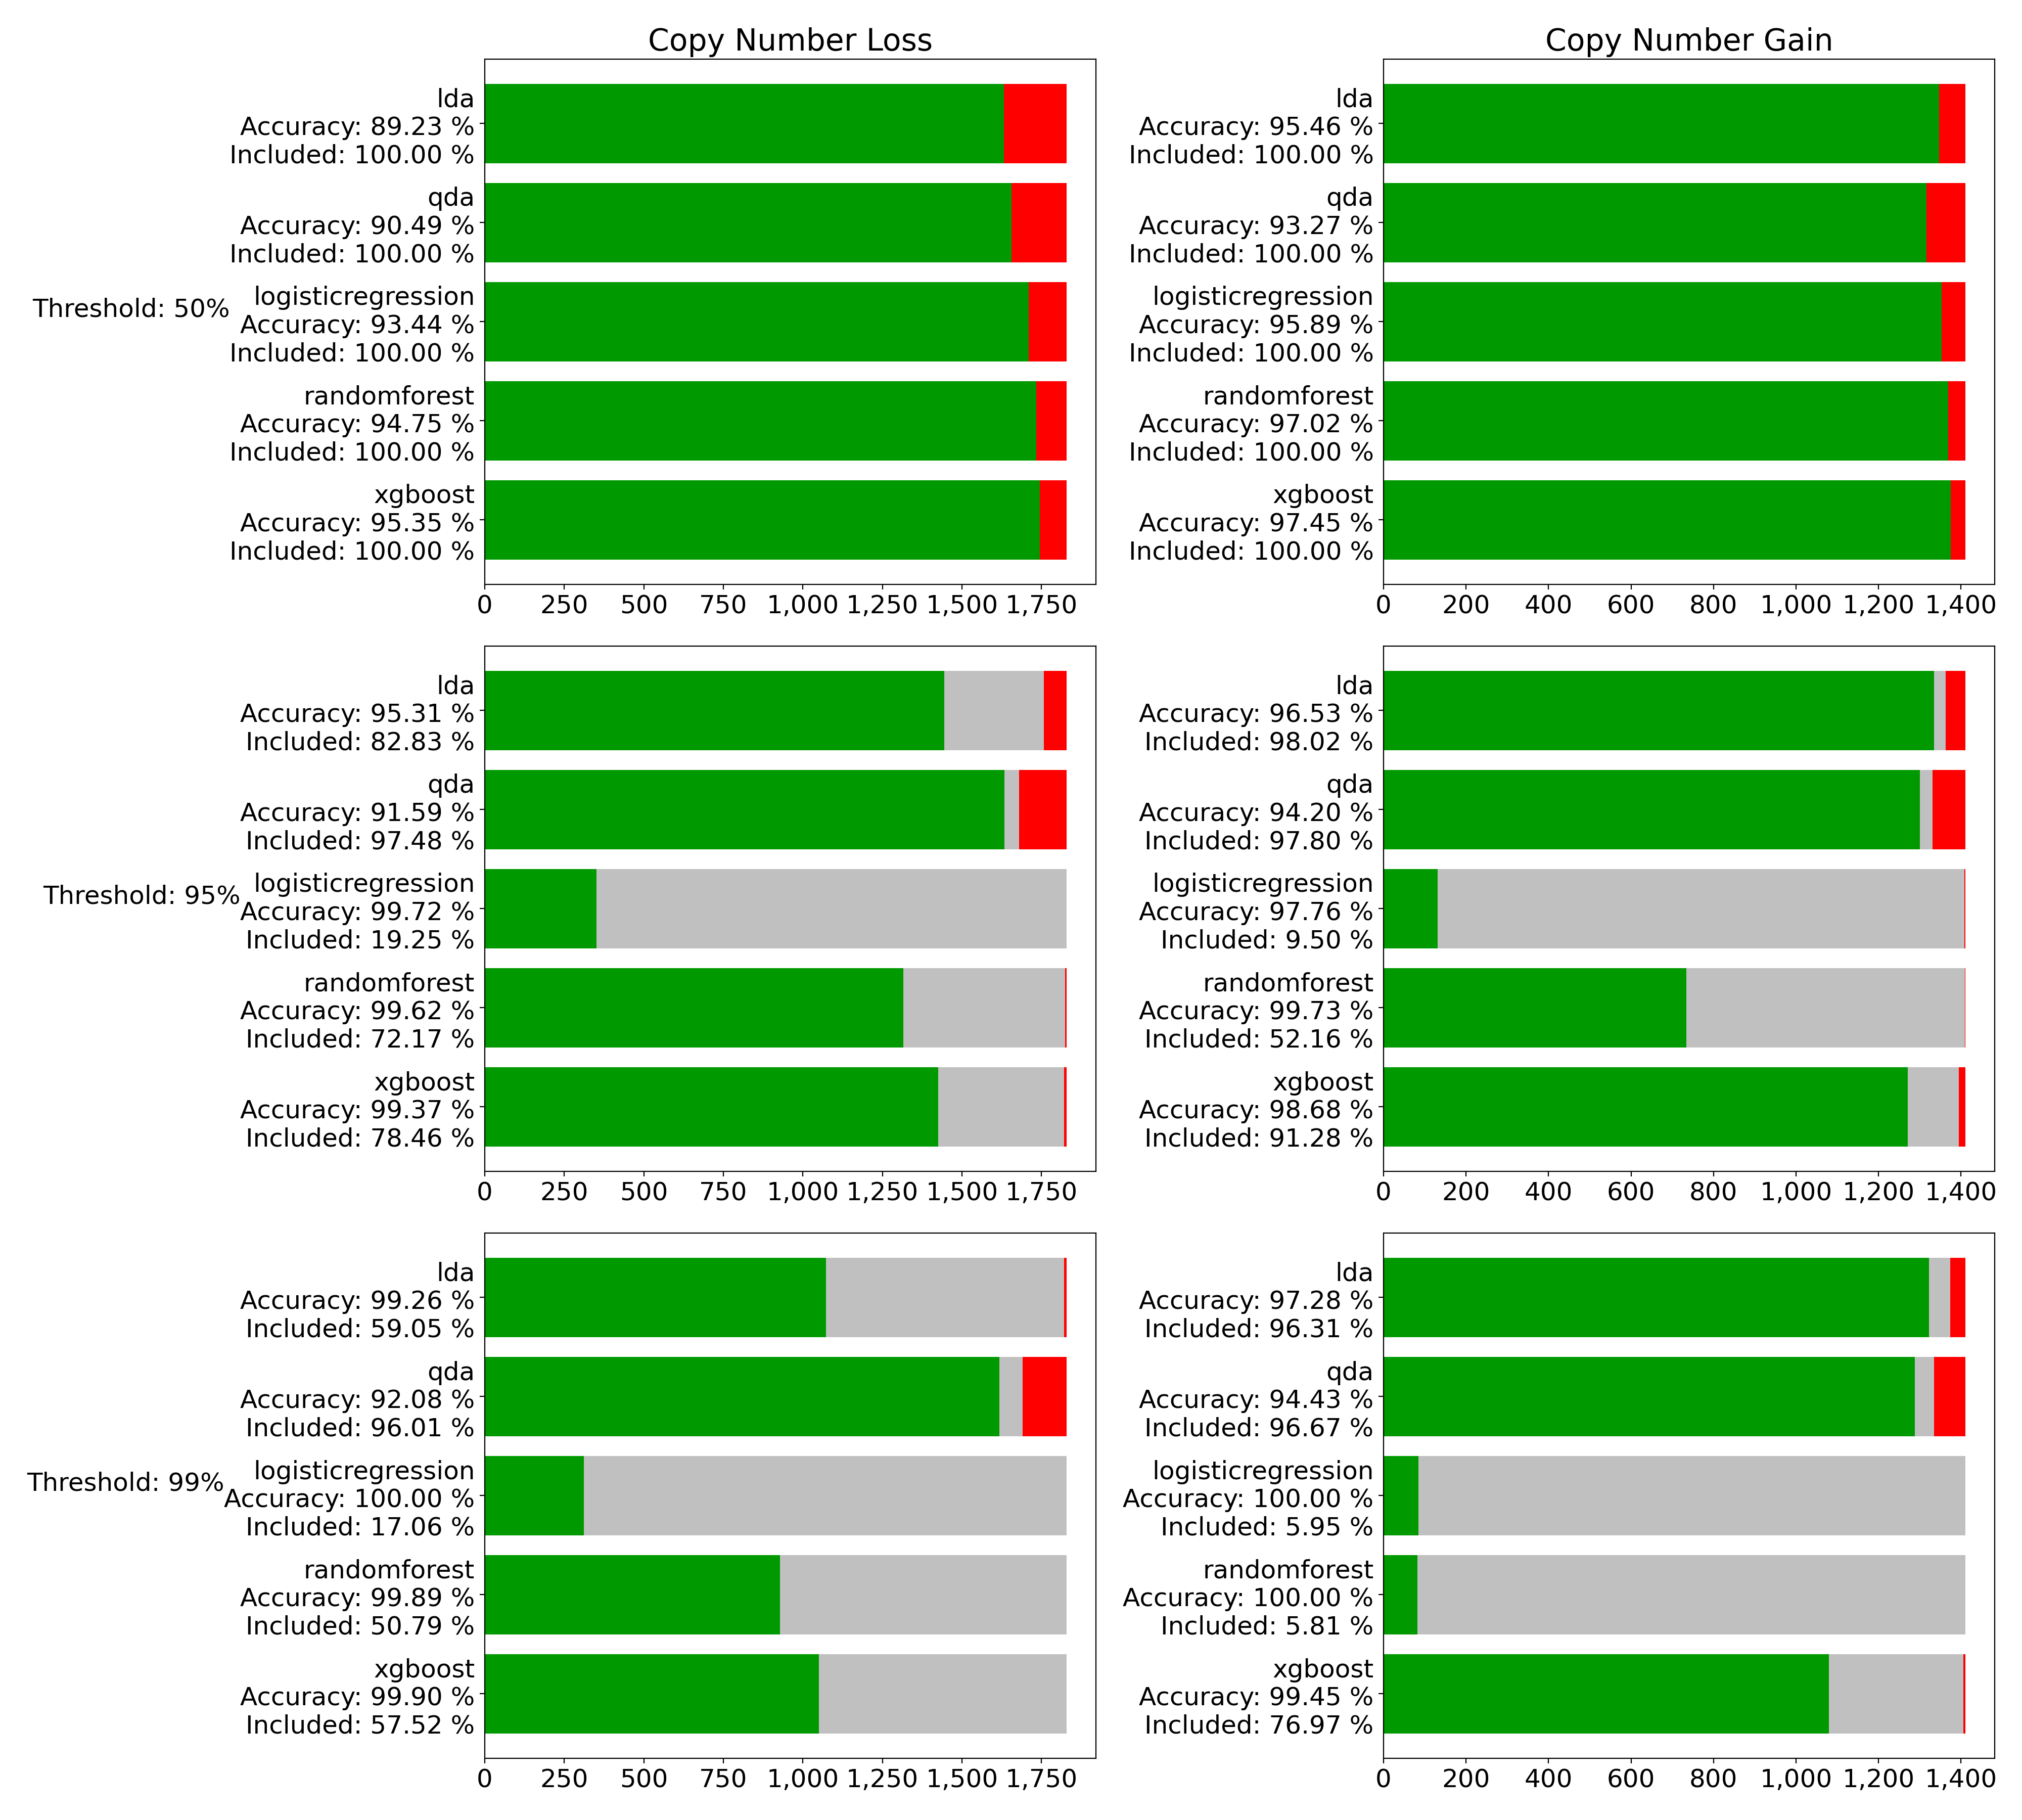 Copy Number Loss
Copy Number Gain
Threshold: 50%
lda
Accuracy: 89.23 %
Included: 100.00 %
qda
Accuracy: 90.49 %
Included: 100.00 %
logisticregression
Accuracy: 93.44 %
Included: 100.00 %
randomforest
Accuracy: 94.75 %
Included: 100.00 %
xgboost
Accuracy: 95.35 %
Included: 100.00 %
0 250 500 750 1,000 1,250 1,500 1,750
lda
Accuracy: 95.46 %
Included: 100.00 %
qda
Accuracy: 93.27 %
Included: 100.00 %
logisticregression
Accuracy: 95.89 %
Included: 100.00 %
randomforest
Accuracy: 97.02 %
Included: 100.00 %
xgboost
Accuracy: 97.45 %
Included: 100.00 %
0 200 400 600 800 1,000 1,200 1,400
Threshold: 95%
lda
Accuracy: 95.31 %
Included: 82.83 %
qda
Accuracy: 91.59 %
Included: 97.48 %
logisticregression
Accuracy: 99.72 %
Included: 19.25 %
randomforest
Accuracy: 99.62 %
Included: 72.17 %
xgboost
Accuracy: 99.37 %
Included: 78.46 %
0 250 500 750 1,000 1,250 1,500 1,750
lda
Accuracy: 96.53 %
Included: 98.02 %
qda
Accuracy: 94.20 %
Included: 97.80 %
logisticregression
Accuracy: 97.76 %
Included: 9.50 %
randomforest
Accuracy: 99.73 %
Included: 52.16 %
xgboost
Accuracy: 98.68 %
Included: 91.28 %
0 200 400 600 800 1,000 1,200 1,400
Threshold: 99%
lda
Accuracy: 99.26 %
Included: 59.05 %
qda
Accuracy: 92.08 %
Included: 96.01 %
logisticregression
Accuracy: 100.00 %
Included: 17.06 %
randomforest
Accuracy: 99.89 %
Included: 50.79 %
xgboost
Accuracy: 99.90 %
Included: 57.52 %
0 250 500 750 1,000 1,250 1,500 1,750
lda
Accuracy: 97.28 %
Included: 96.31 %
qda
Accuracy: 94.43 %
Included: 96.67 %
logisticregression
Accuracy: 100.00 %
Included: 5.95 %
randomforest
Accuracy: 100.00 %
Included: 5.81 %
xgboost
Accuracy: 99.45 %
Included: 76.97 %
0 200 400 600 800 1,000 1,200 1,400